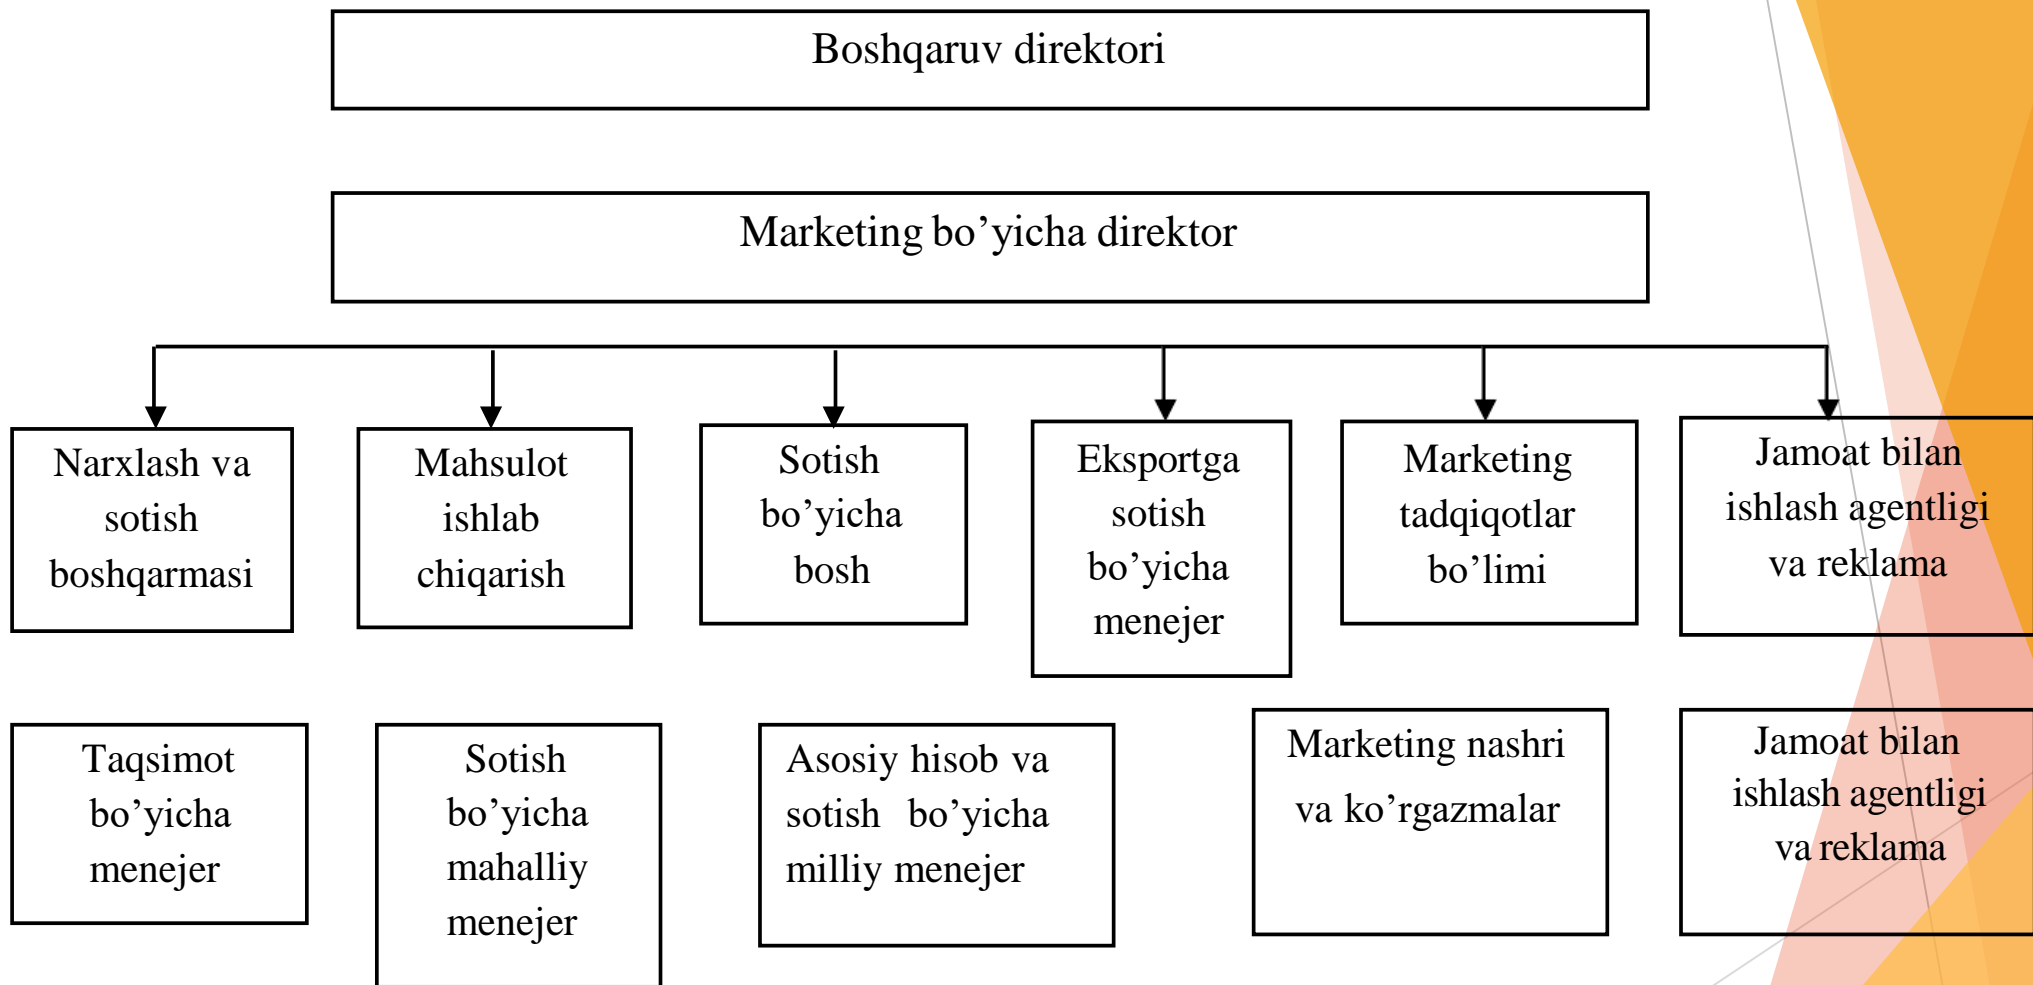 Boshqaruv direktori
Marketing bo’yicha direktor
Narxlash va
sotish
boshqarmasi
Mahsulot
ishlab
chiqarish
Sotish
bo’yicha
bosh
Eksportga
sotish
bo’yicha
menejer
Marketing
tadqiqotlar
bo’limi
Jamoat bilan
ishlash agentligi
va reklama
Taqsimot
bo’yicha
menejer
Sotish
bo’yicha
mahalliy
menejer
Asosiy hisob va
sotish bo’yicha
milliy menejer
Marketing nashri
va ko’rgazmalar
Jamoat bilan
ishlash agentligi
va reklama